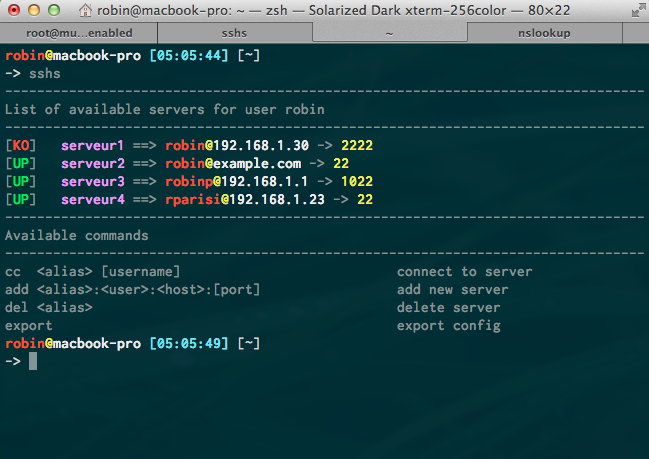 robin@macbook-pro: ~ — zsh — Solarized Dark xterm-256color — 80×22
root@mu...enabled sshs ~ nslookup
robin@macbook-pro [05:05:44] [~]
-> sshs
--------------------------------------------------------------------------------
List of available servers for user robin
--------------------------------------------------------------------------------
[KO]   serveur1 ==> robin@192.168.1.30 -> 2222
[UP]   serveur2 ==> robin@example.com -> 22
[UP]   serveur3 ==> robinp@192.168.1.1 -> 1022
[UP]   serveur4 ==> rparisi@192.168.1.23 -> 22
--------------------------------------------------------------------------------
Available commands
--------------------------------------------------------------------------------
cc  <alias> [username]                           connect to server
add <alias>:<user>:<host>:[port]                 add new server
del <alias>                                      delete server
export                                           export config
robin@macbook-pro [05:05:49] [~]
->